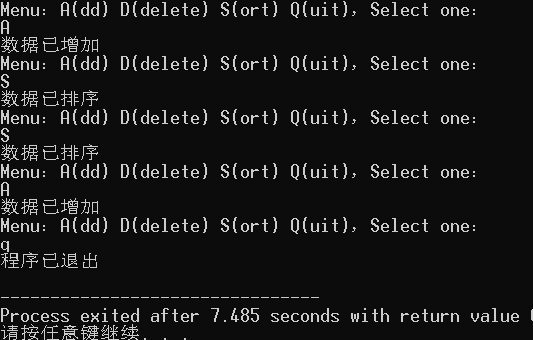 Menu: A(dd) D(delete) S(ort) Q(uit), Select one:
A
数据已增加
Menu: A(dd) D(delete) S(ort) Q(uit), Select one:
S
数据已排序
Menu: A(dd) D(delete) S(ort) Q(uit), Select one:
S
数据已排序
Menu: A(dd) D(delete) S(ort) Q(uit), Select one:
A
数据已增加
Menu: A(dd) D(delete) S(ort) Q(uit), Select one:
q
程序已退出
--------------------------------
Process exited after 7.485 seconds with return value
请按任意键继续. . .